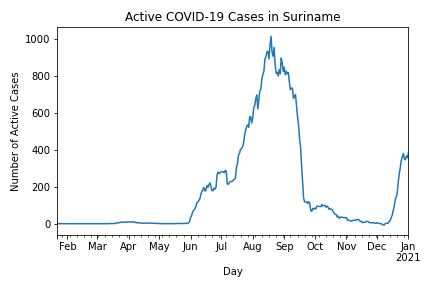 Active COVID-19 Cases in Suriname
Number of Active Cases
1000
800
600
400
200
0
Feb Mar Apr May Jun Jul Aug Sep Oct Nov Dec Jan
2021
Day